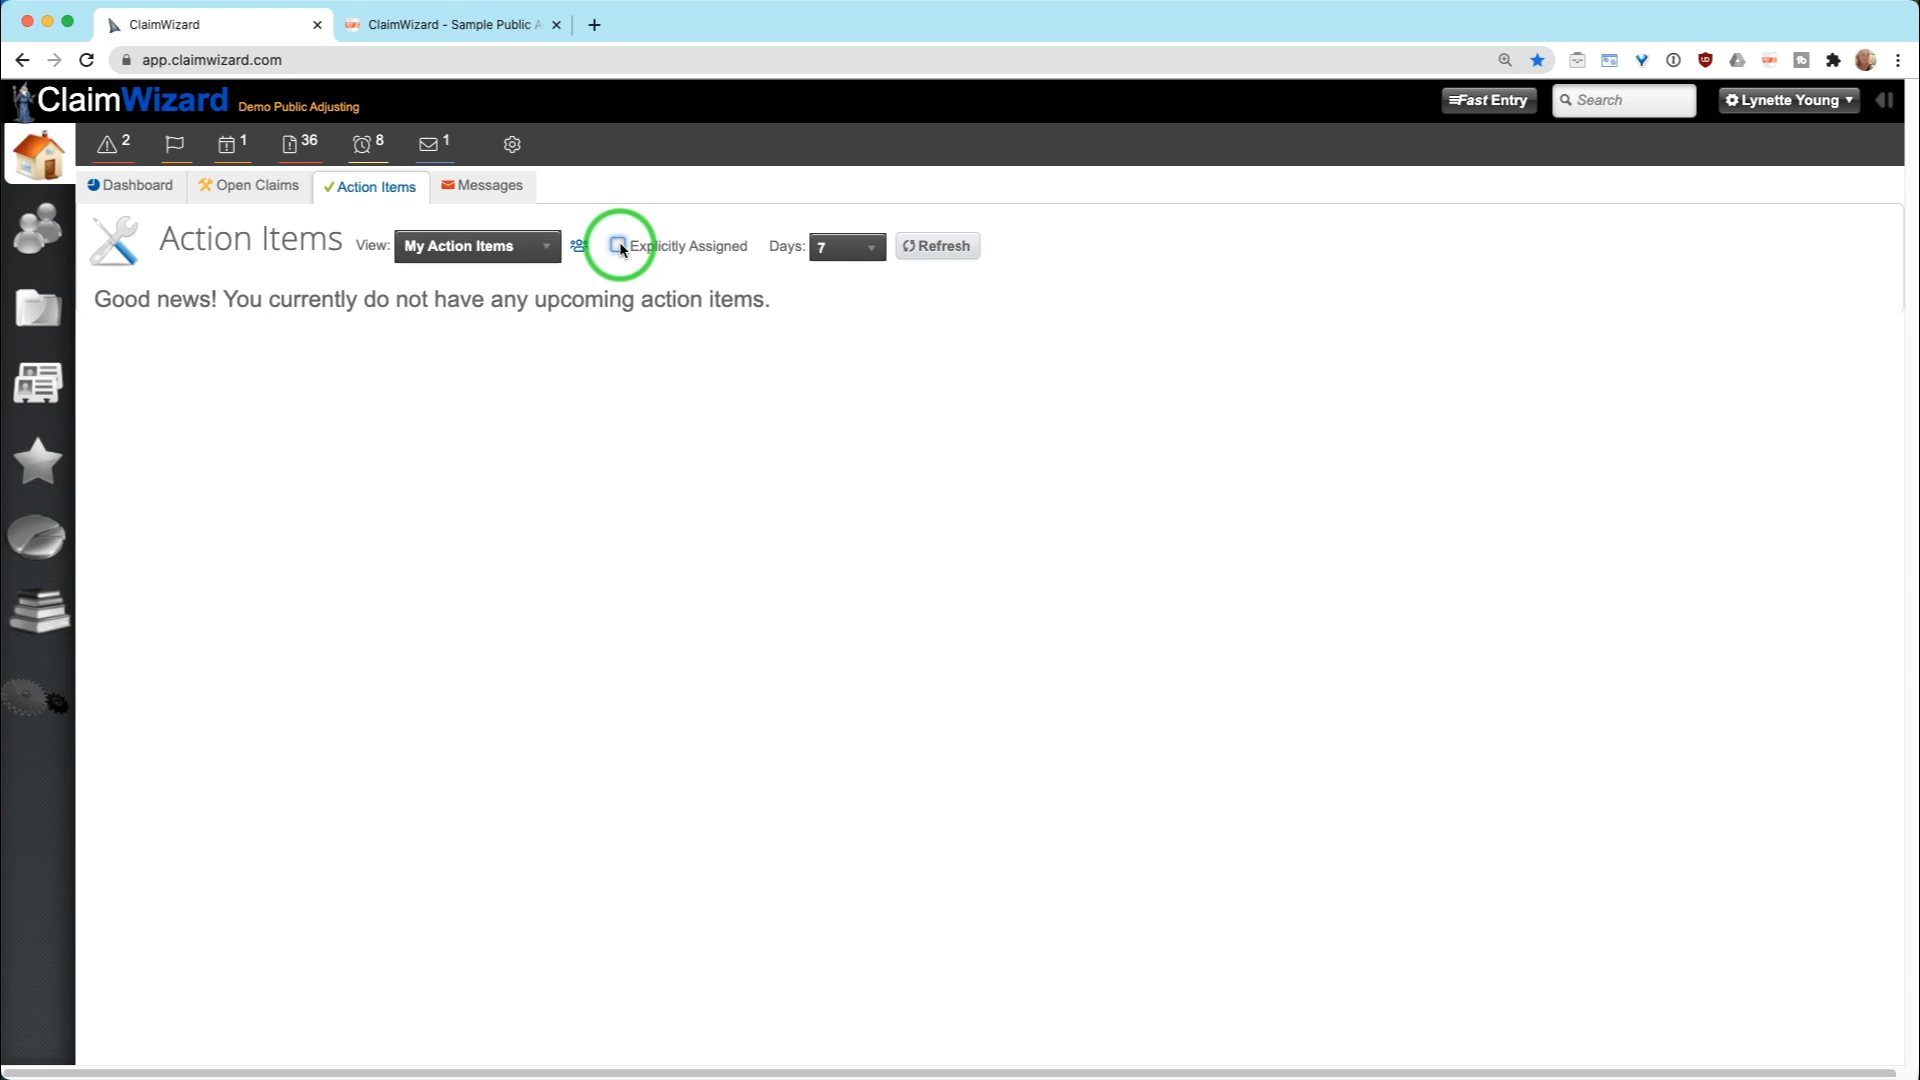 ClaimWizard
ClaimWizard - Sample Public A
app.claimwizard.com
ClaimWizard Demo Public Adjusting
Fast Entry
Search
Lynette Young
2
1
36
8
1
Dashboard
Open Claims
Action Items
Messages
Action Items
View:
My Action Items
Explicitly Assigned
Days:
7
Refresh
Good news! You currently do not have any upcoming action items.